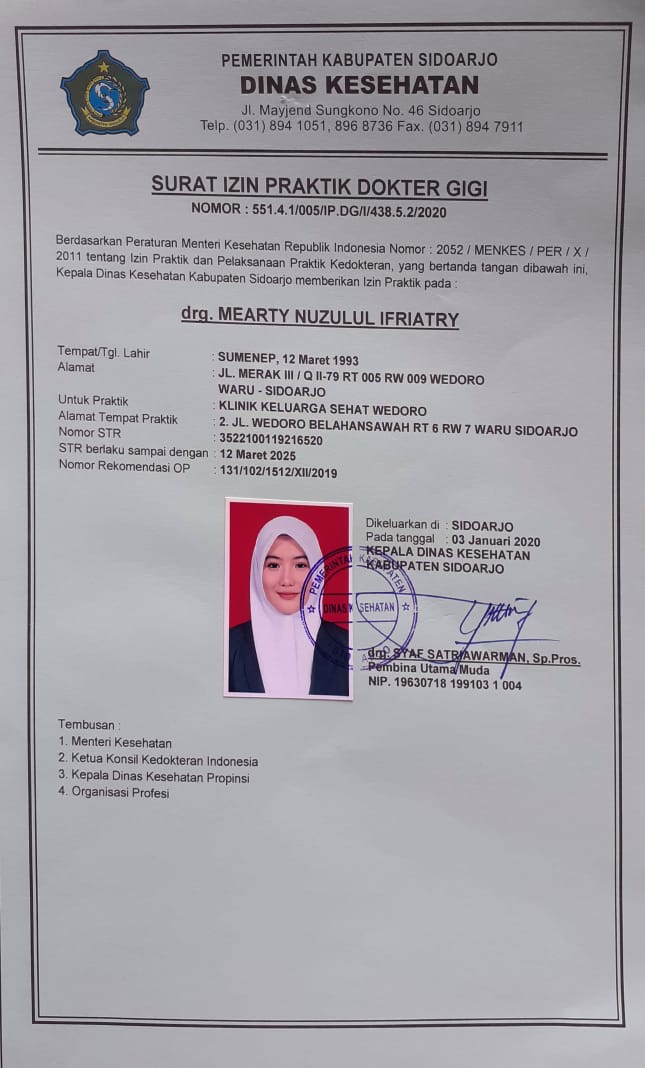 PEMERINTAH KABUPATEN SIDOARJO
DINAS KESEHATAN
Jl. Mayjend Sungkono No. 46 Sidoarjo
Telp. (031) 894 1051, 896 8736 Fax. (031) 894 7911
SURAT IZIN PRAKTIK DOKTER GIGI
NOMOR : 551.4.1/005/IP.DG/I/438.5.2/2020
Berdasarkan Peraturan Menteri Kesehatan Republik Indonesia Nomor : 2052 / MENKES / PER / X /
2011 tentang Izin Praktik dan Pelaksanaan Praktik Kedokteran, yang bertanda tangan dibawah ini,
Kepala Dinas Kesehatan Kabupaten Sidoarjo memberikan Izin Praktik pada :
drg. MEARTY NUZULUL IFRIATRY
Tempat/Tgl. Lahir : SUMENEP, 12 Maret 1993
Alamat : JL. MERAK III / Q II-79 RT 005 RW 009 WEDORO
WARU - SIDOARJO
Untuk Praktik : KLINIK KELUARGA SEHAT WEDORO
Alamat Tempat Praktik : 2. JL. WEDORO BELAHANSAWAH RT 6 RW 7 WARU SIDOARJO
Nomor STR : 3522100119216520
STR berlaku sampai dengan : 12 Maret 2025
Nomor Rekomendasi OP : 131/102/1512/XII/2019
Dikeluarkan di : SIDOARJO
Pada tanggal : 03 Januari 2020
KEPALA DINAS KESEHATAN
KABUPATEN SIDOARJO
PEMERINTAH KABUPATEN
DINAS KESEHATAN
drg. SYAF SATRIAWARMAN, Sp.Pros.
Pembina Utama Muda
NIP. 19630718 199103 1 004
Tembusan :
1. Menteri Kesehatan
2. Ketua Konsil Kedokteran Indonesia
3. Kepala Dinas Kesehatan Propinsi
4. Organisasi Profesi